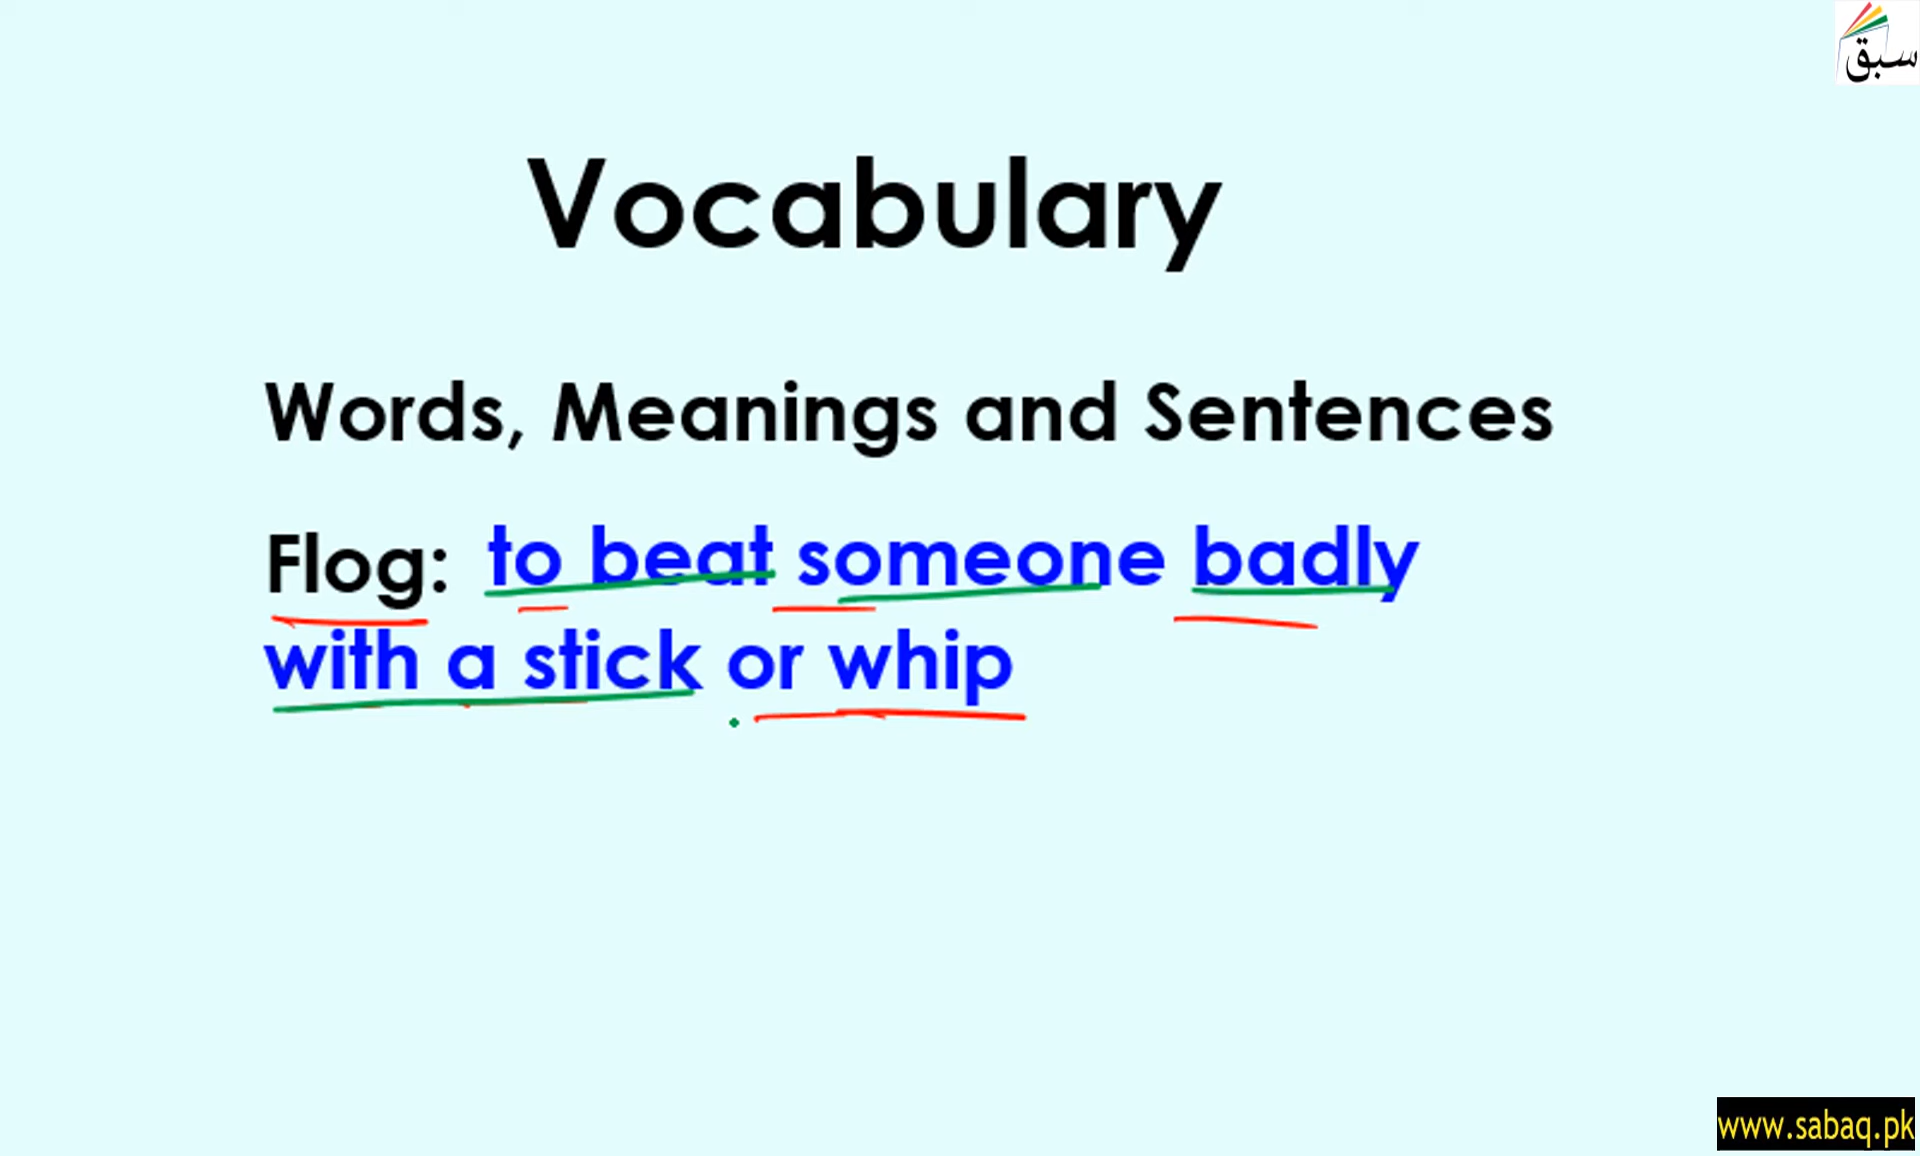 سبق
Vocabulary
Words, Meanings and Sentences
Flog: to beat someone badly
with a stick or whip
www.sabaq.pk